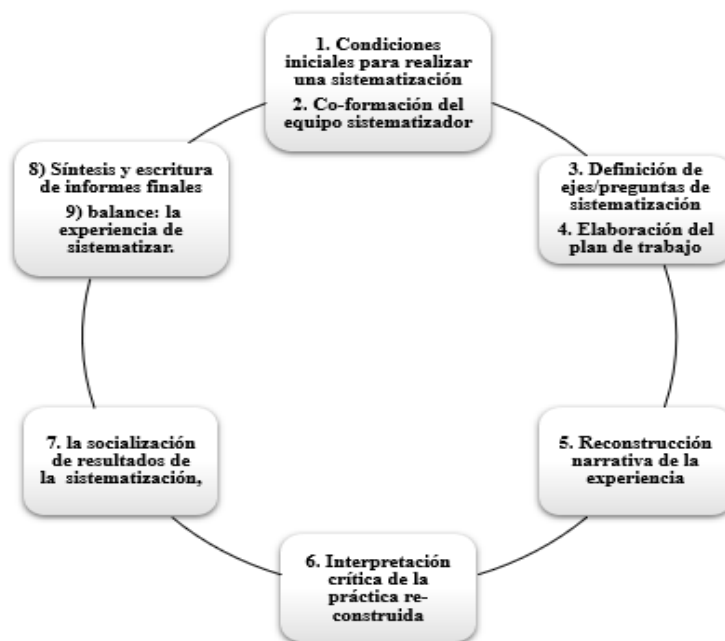 1. Condiciones
iniciales para realizar
una sistematización
2. Co-formación del
equipo sistematizador
3. Definición de
ejes/preguntas de
sistematización
4. Elaboración del
plan de trabajo
5. Reconstrucción
narrativa de la
experiencia
6. Interpretación
crítica de la
práctica re-
construida
7. la socialización
de resultados de
la sistematización,
8) Síntesis y escritura
de informes finales
9) balance: la
experiencia de
sistematizar.